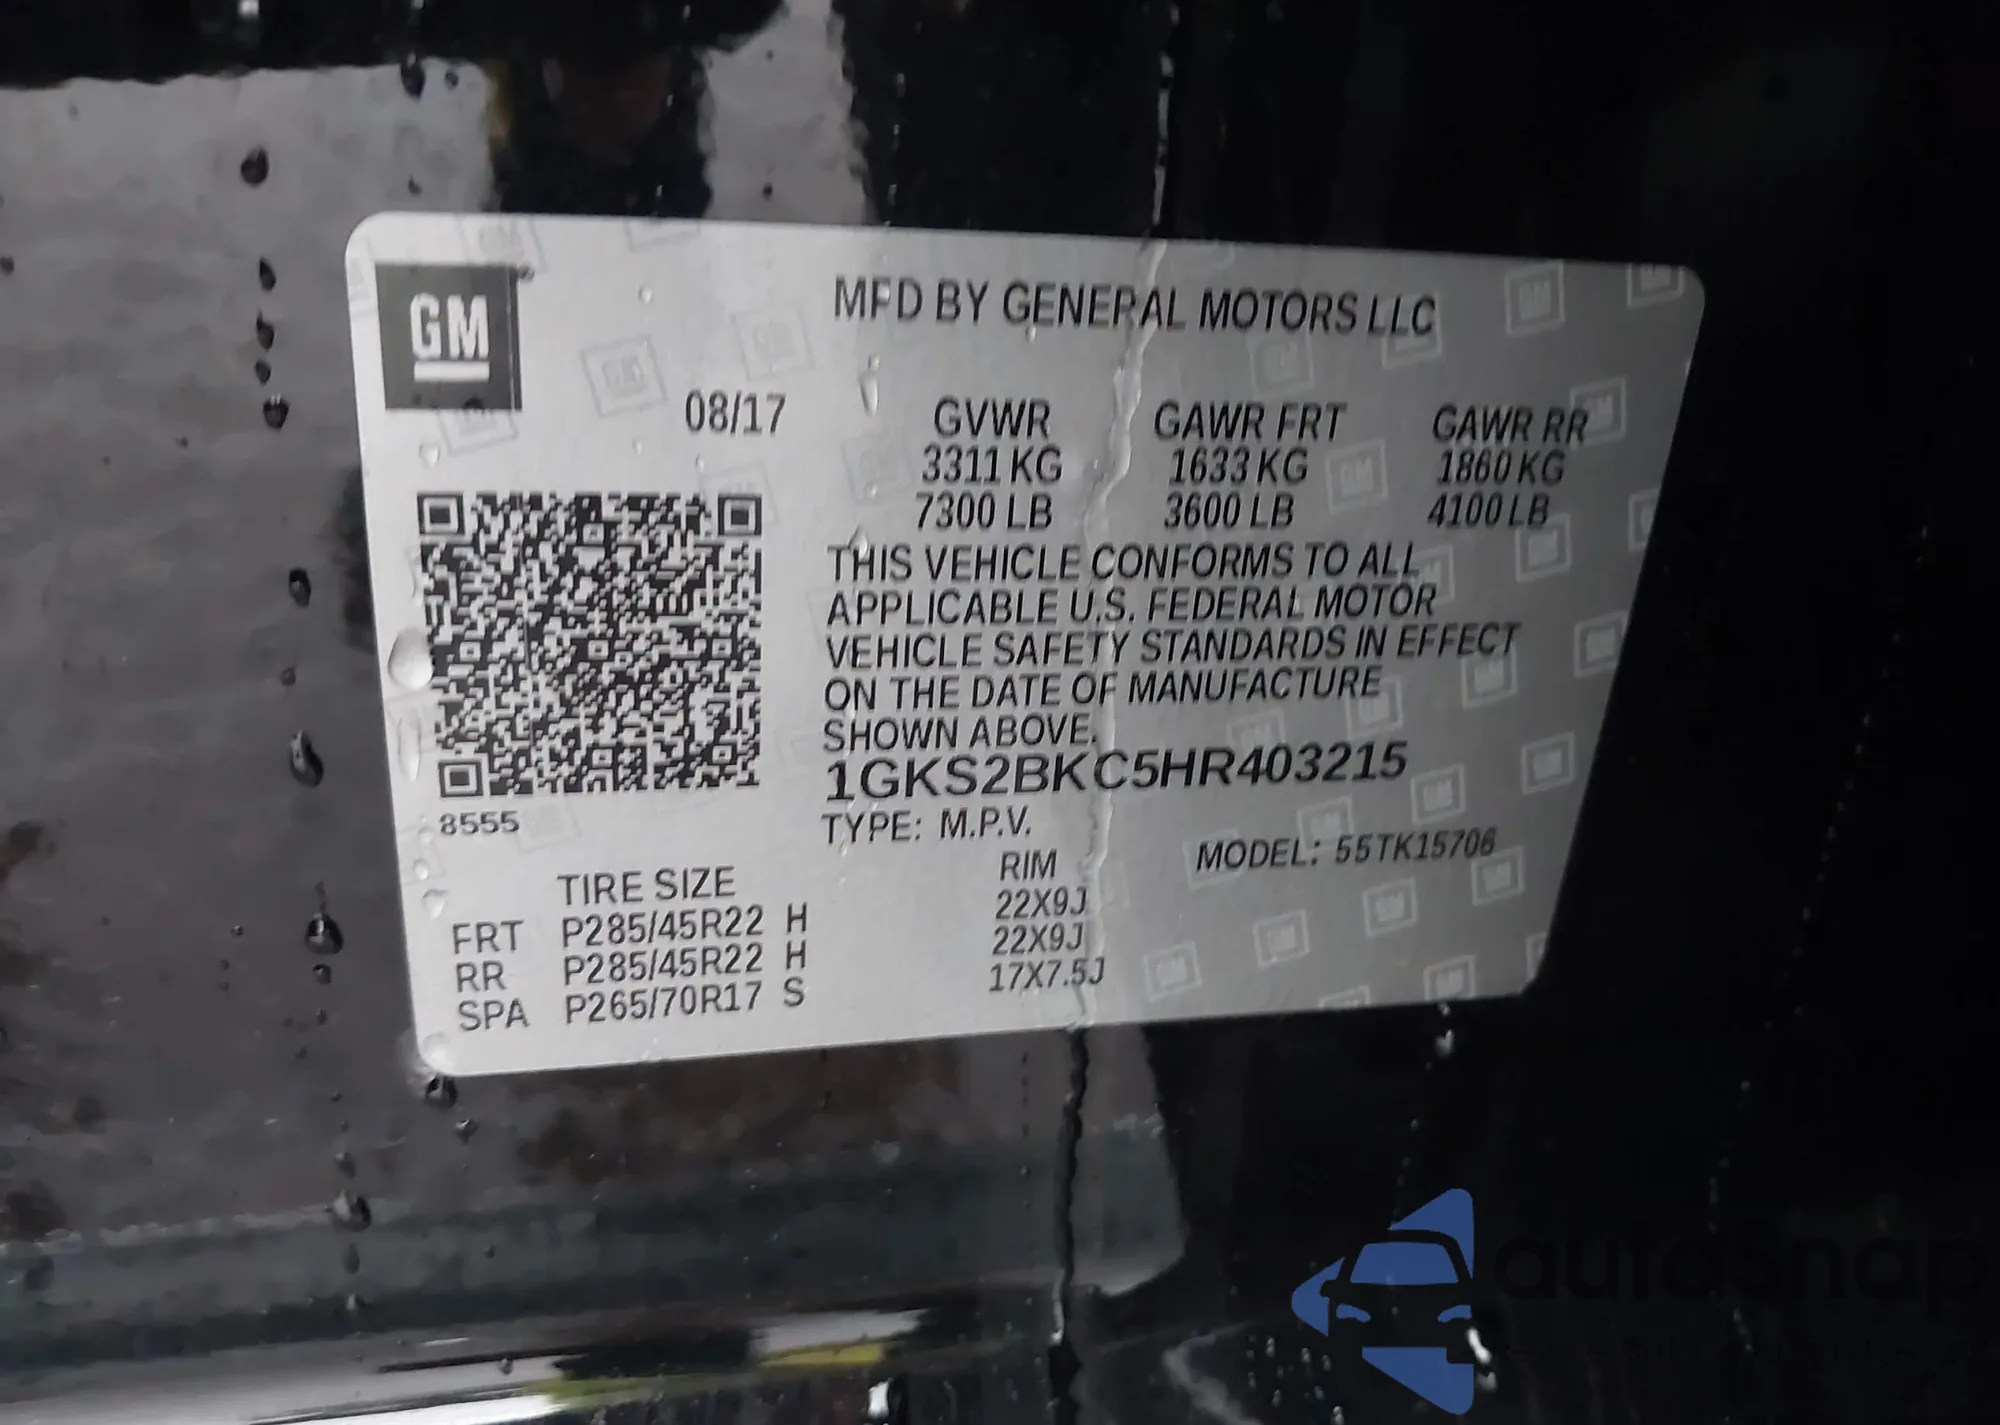 GM
MFD BY GENERAL MOTORS LLC
08/17
GVWR GAWR FRT GAWR RR
3311 KG 1633 KG 1860 KG
7300 LB 3600 LB 4100 LB
THIS VEHICLE CONFORMS TO ALL
APPLICABLE U.S. FEDERAL MOTOR
VEHICLE SAFETY STANDARDS IN EFFECT
ON THE DATE OF MANUFACTURE
SHOWN ABOVE.
1GKS2BKC5HR403215
8555
TYPE: M.P.V.
MODEL: 55TK15706
TIRE SIZE RIM
FRT P285/45R22 H 22X9J
RR P285/45R22 H 22X9J
SPA P265/70R17 S 17X7.5J
autoSnap